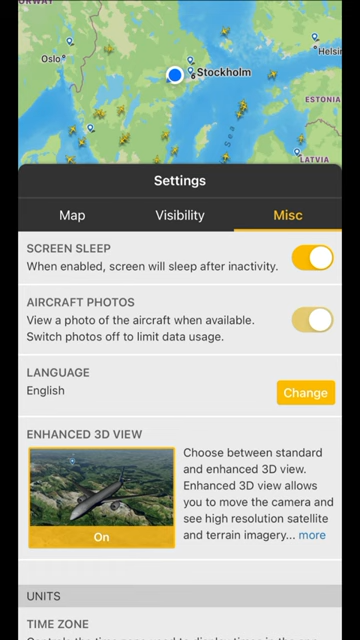 ORWAY
Oslo
Stockholm
Helsin
ESTONIA
LATVIA
Settings
Map Visibility Misc
SCREEN SLEEP
When enabled, screen will sleep after inactivity.
AIRCRAFT PHOTOS
View a photo of the aircraft when available.
Switch photos off to limit data usage.
LANGUAGE
English
Change
ENHANCED 3D VIEW
Choose between standard
and enhanced 3D view.
Enhanced 3D view allows
you to move the camera and
see high resolution satellite
and terrain imagery... more
On
UNITS
TIME ZONE